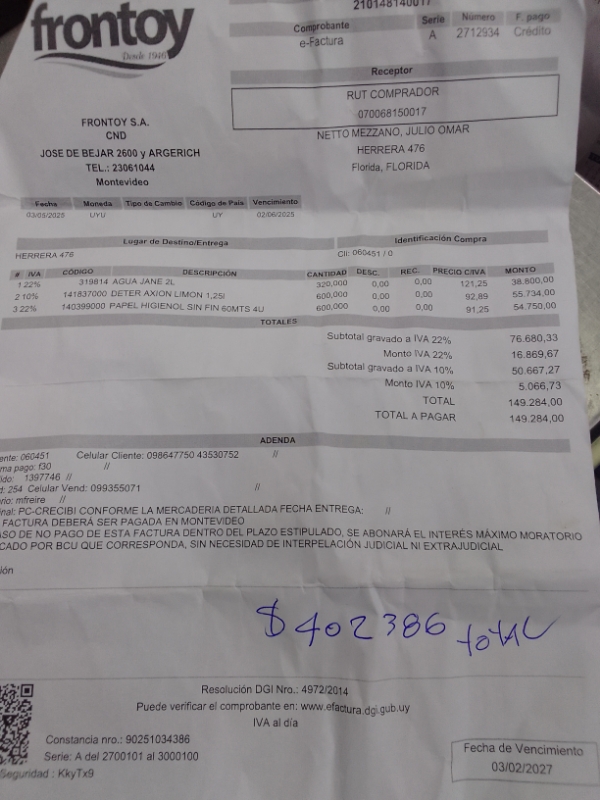 frontoy
Desde 1946
210148140017
Comprobante Serie Número F. pago
e-Factura A 2712934 Crédito
Receptor
RUT COMPRADOR
070068150017
FRONTOY S.A.
CND
JOSE DE BEJAR 2600 y ARGERICH
TEL.: 23061044
Montevideo
NETTO MEZZANO, JULIO OMAR
HERRERA 476
Florida, FLORIDA
Fecha Moneda Tipo de Cambio Código de País Vencimiento
03/05/2025 UYU UY 02/06/2025
Lugar de Destino/Entrega Identificación Compra
HERRERA 476 Cli: 060451 / 0
# IVA CÓDIGO DESCRIPCIÓN CANTIDAD DESC. REC. PRECIO C/IVA MONTO
1 22% 319814 AGUA JANE 2L 320,000 0,00 0,00 121,25 38.800,00
2 10% 141837000 DETER AXION LIMON 1,25l 600,000 0,00 0,00 92,89 55.734,00
3 22% 140399000 PAPEL HIGIENOL SIN FIN 60MTS 4U 600,000 0,00 0,00 91,25 54.750,00
TOTALES
Subtotal gravado a IVA 22% 76.680,33
Monto IVA 22% 16.869,67
Subtotal gravado a IVA 10% 50.667,27
Monto IVA 10% 5.066,73
TOTAL 149.284,00
TOTAL A PAGAR 149.284,00
ADENDA
ente: 060451 Celular Cliente: 098647750 43530752 //
ma pago: f30 //
dido: 1397746 //
d: 254 Celular Vend: 099355071 //
rio: mfreire //
nal: PC-CRECIBI CONFORME LA MERCADERIA DETALLADA FECHA ENTREGA: //
FACTURA DEBERÁ SER PAGADA EN MONTEVIDEO
ASO DE NO PAGO DE ESTA FACTURA DENTRO DEL PLAZO ESTIPULADO, SE ABONARÁ EL INTERÉS MÁXIMO MORATORIO
CADO POR BCU QUE CORRESPONDA, SIN NECESIDAD DE INTERPELACIÓN JUDICIAL NI EXTRAJUDICIAL
ión
$402386 total
Resolución DGI Nro.: 4972/2014
Puede verificar el comprobante en: www.efactura.dgi.gub.uy
IVA al día
Constancia nro.: 90251034386
Serie: A del 2700101 al 3000100
Seguridad : KkyTx9
Fecha de Vencimiento
03/02/2027